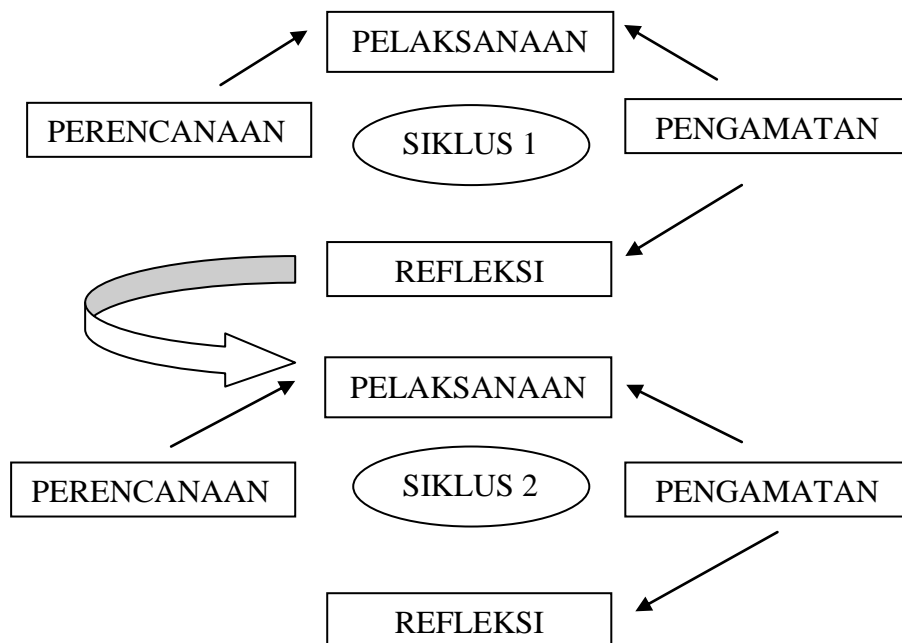 PELAKSANAAN
PERENCANAAN
SIKLUS 1
PENGAMATAN
REFLEKSI
PELAKSANAAN
PERENCANAAN
SIKLUS 2
PENGAMATAN
REFLEKSI